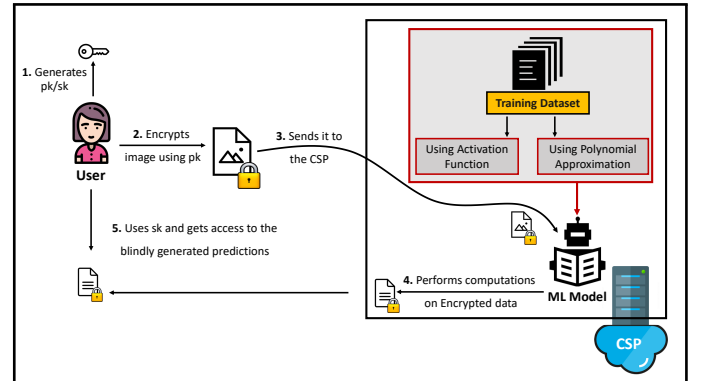 1. Generates
pk/sk
User
2. Encrypts
image using pk
3. Sends it to
the CSP
Training Dataset
Using Activation
Function
Using Polynomial
Approximation
ML Model
4. Performs computations
on Encrypted data
CSP
5. Uses sk and gets access to the
blindly generated predictions